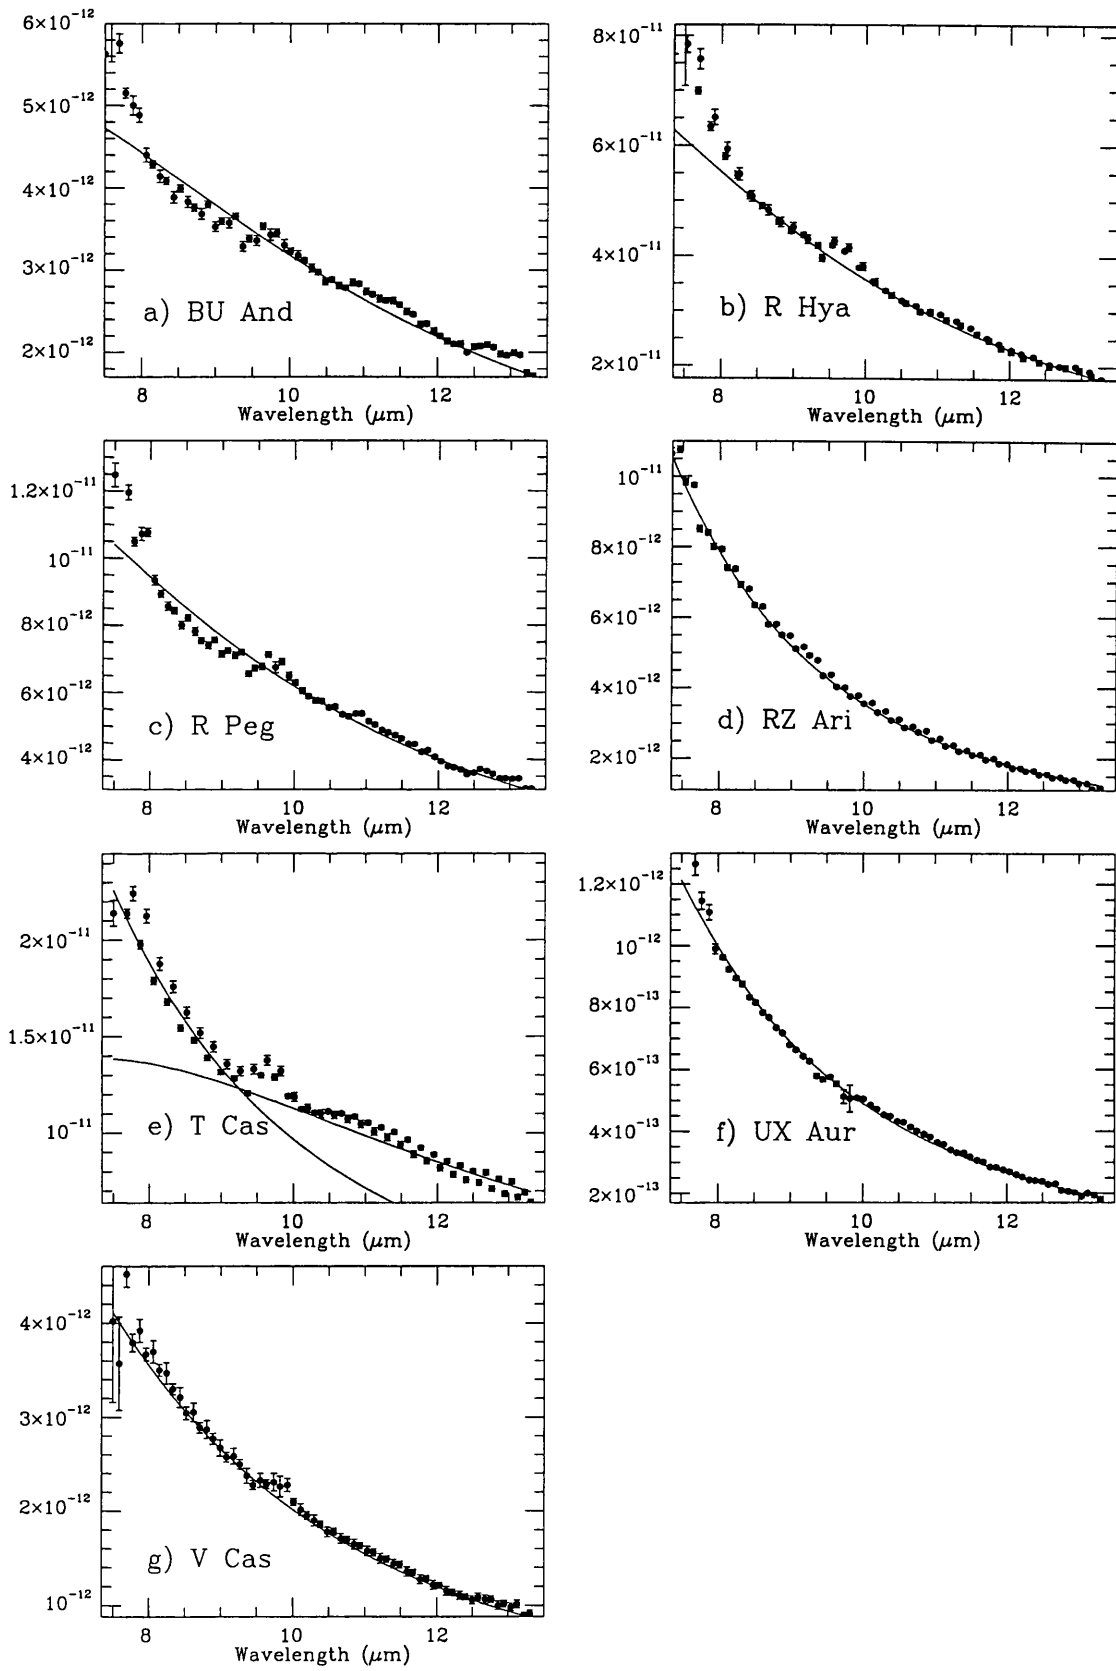 6×10⁻¹²
5×10⁻¹²
4×10⁻¹²
3×10⁻¹²
2×10⁻¹²
a) BU And
8 10 12
Wavelength (μm)
8×10⁻¹¹
6×10⁻¹¹
4×10⁻¹¹
2×10⁻¹¹
b) R Hya
8 10 12
Wavelength (μm)
1.2×10⁻¹¹
10⁻¹¹
8×10⁻¹²
6×10⁻¹²
4×10⁻¹²
c) R Peg
8 10 12
Wavelength (μm)
10⁻¹¹
8×10⁻¹²
6×10⁻¹²
4×10⁻¹²
2×10⁻¹²
d) RZ Ari
8 10 12
Wavelength (μm)
2×10⁻¹¹
1.5×10⁻¹¹
10⁻¹¹
e) T Cas
8 10 12
Wavelength (μm)
1.2×10⁻¹²
10⁻¹²
8×10⁻¹³
6×10⁻¹³
4×10⁻¹³
2×10⁻¹³
f) UX Aur
8 10 12
Wavelength (μm)
4×10⁻¹²
3×10⁻¹²
2×10⁻¹²
10⁻¹²
g) V Cas
8 10 12
Wavelength (μm)